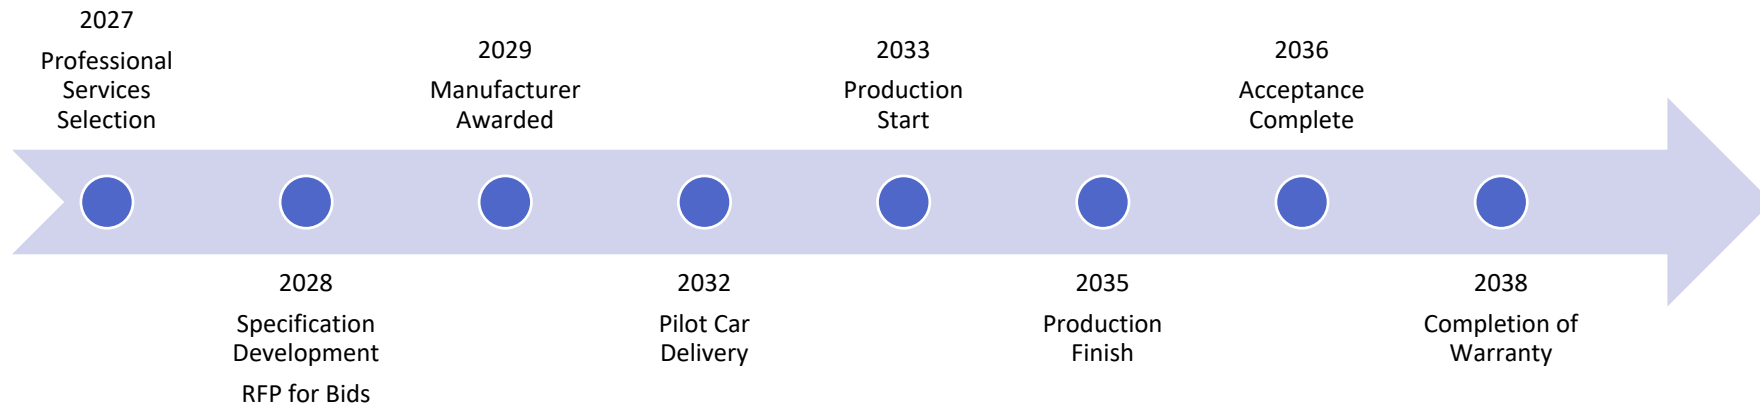 2027
Professional
Services
Selection
2028
Specification
Development
RFP for Bids
2029
Manufacturer
Awarded
2032
Pilot Car
Delivery
2033
Production
Start
2035
Production
Finish
2036
Acceptance
Complete
2038
Completion of
Warranty